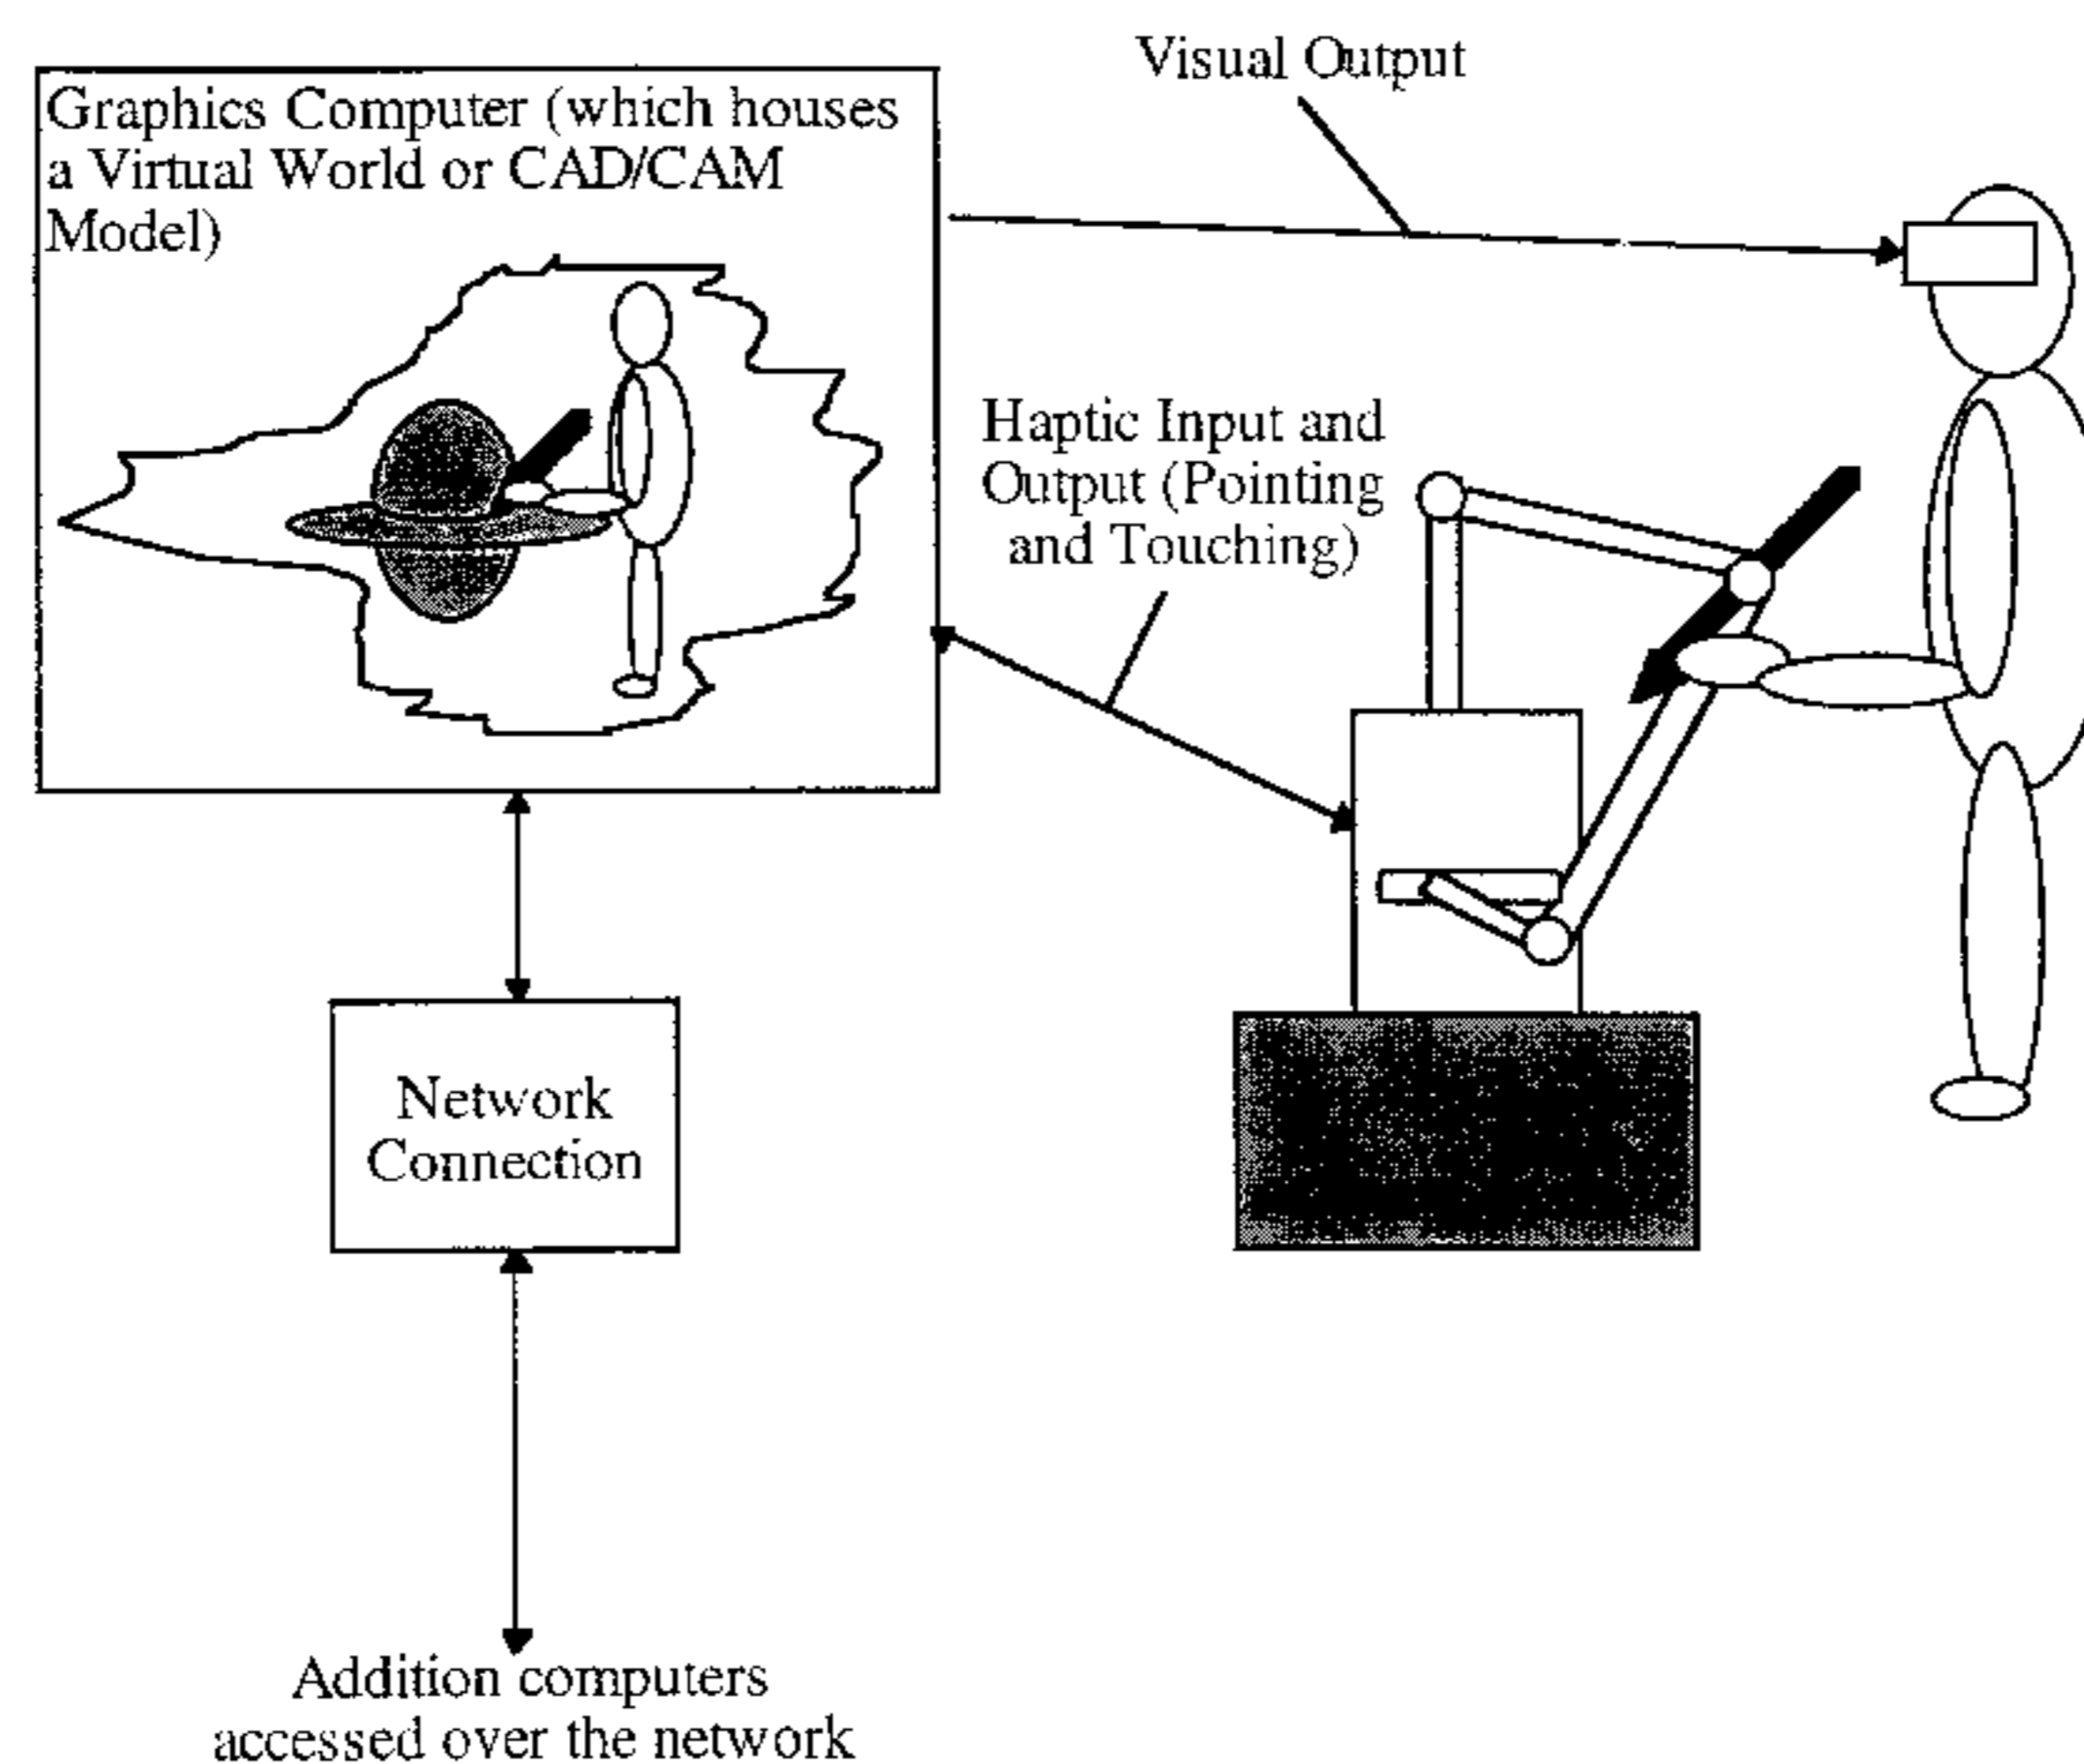 Visual Output
Graphics Computer (which houses
a Virtual World or CAD/CAM
Model)
Haptic Input and
Output (Pointing
and Touching)
Network
Connection
Addition computers
accessed over the network